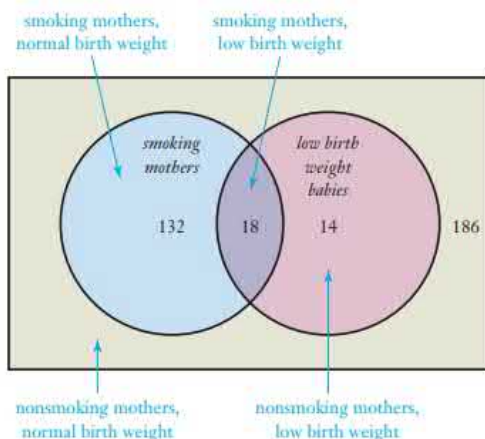 smoking mothers,
normal birth weight
smoking mothers,
low birth weight
smoking
mothers
low birth
weight
babies
132
18
14
186
nonsmoking mothers,
normal birth weight
nonsmoking mothers,
low birth weight